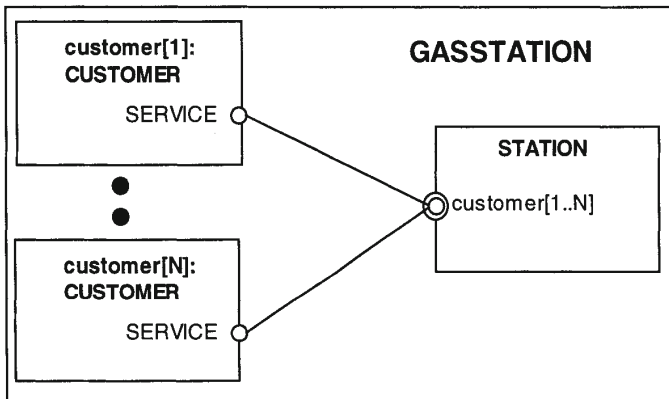 customer[1]:
CUSTOMER
SERVICE
GASSTATION
STATION
customer[1..N]
customer[N]:
CUSTOMER
SERVICE